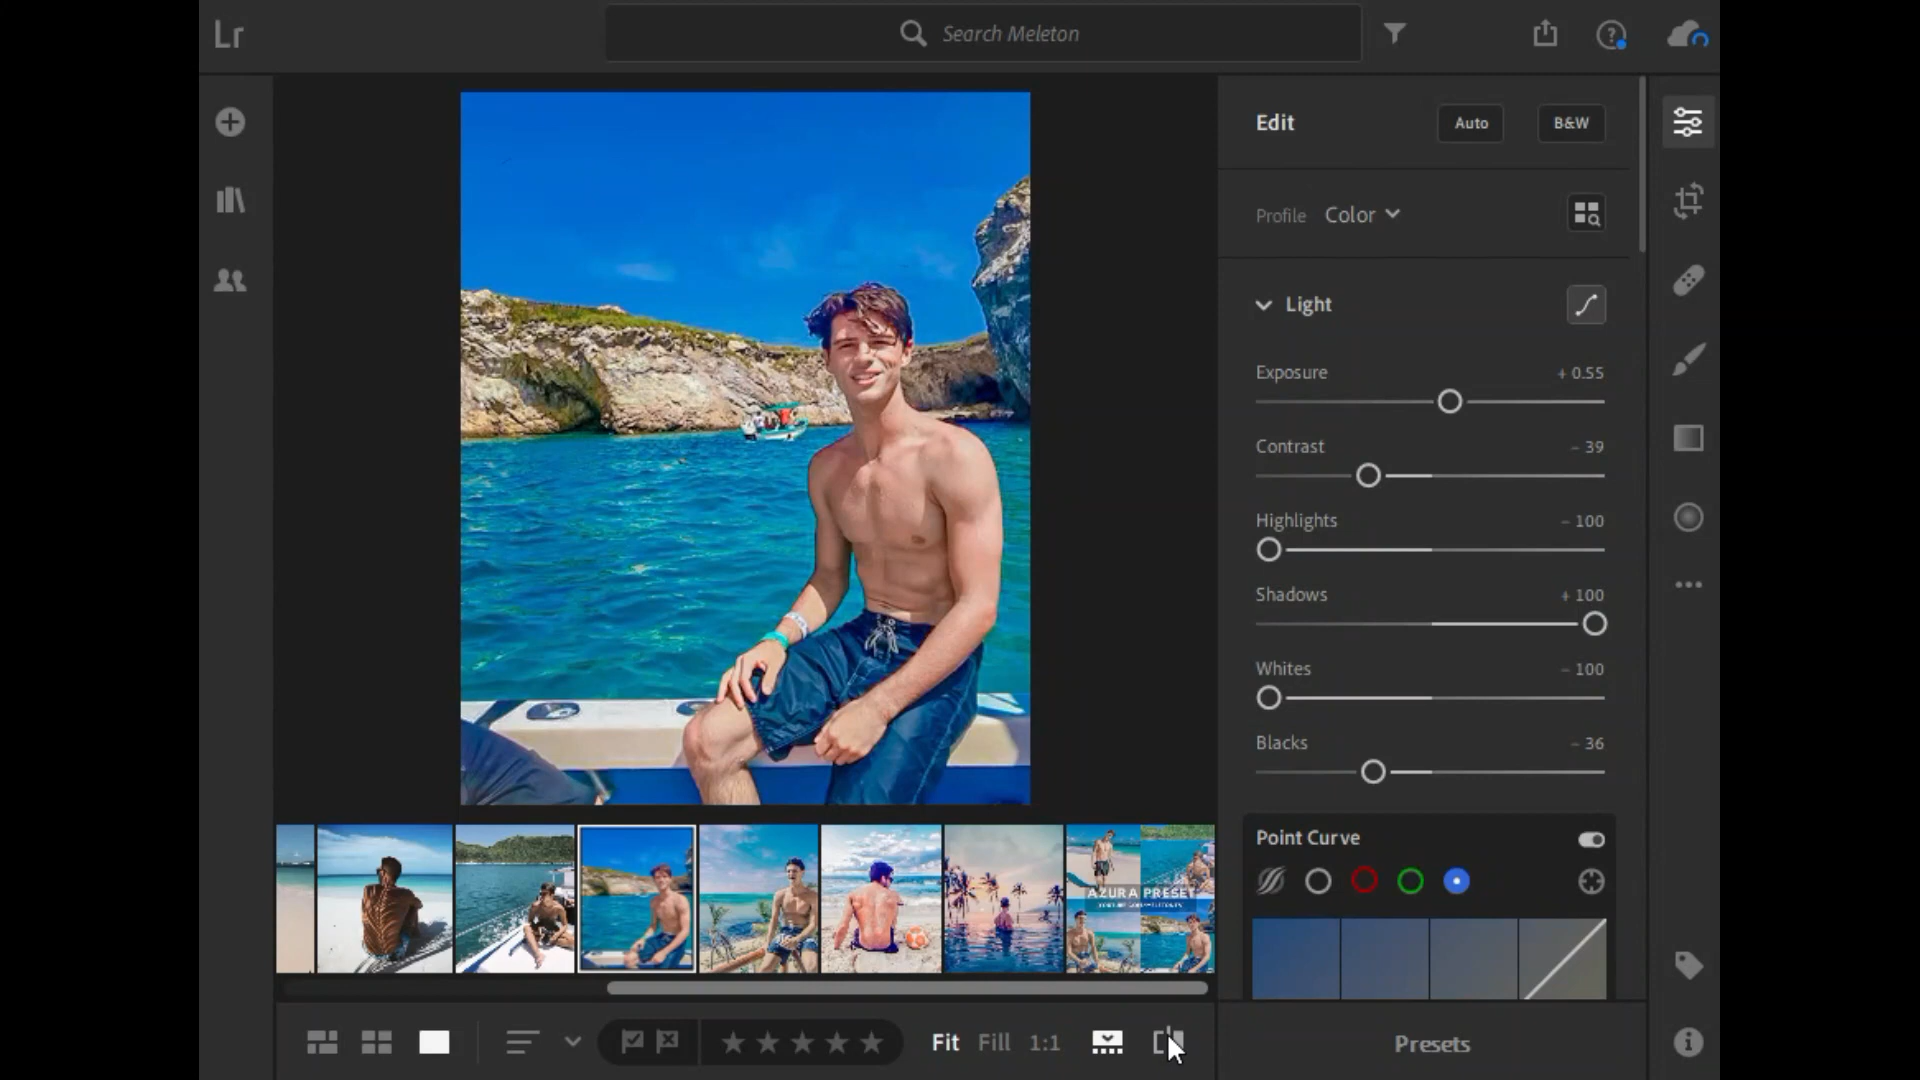 Lr
Search Meleton
Edit
Auto
B&W
Profile Color
Light
Exposure + 0.55
Contrast – 39
Highlights – 100
Shadows + 100
Whites – 100
Blacks – 36
Point Curve
AZURA PRESET
Fit Fill 1:1
Presets